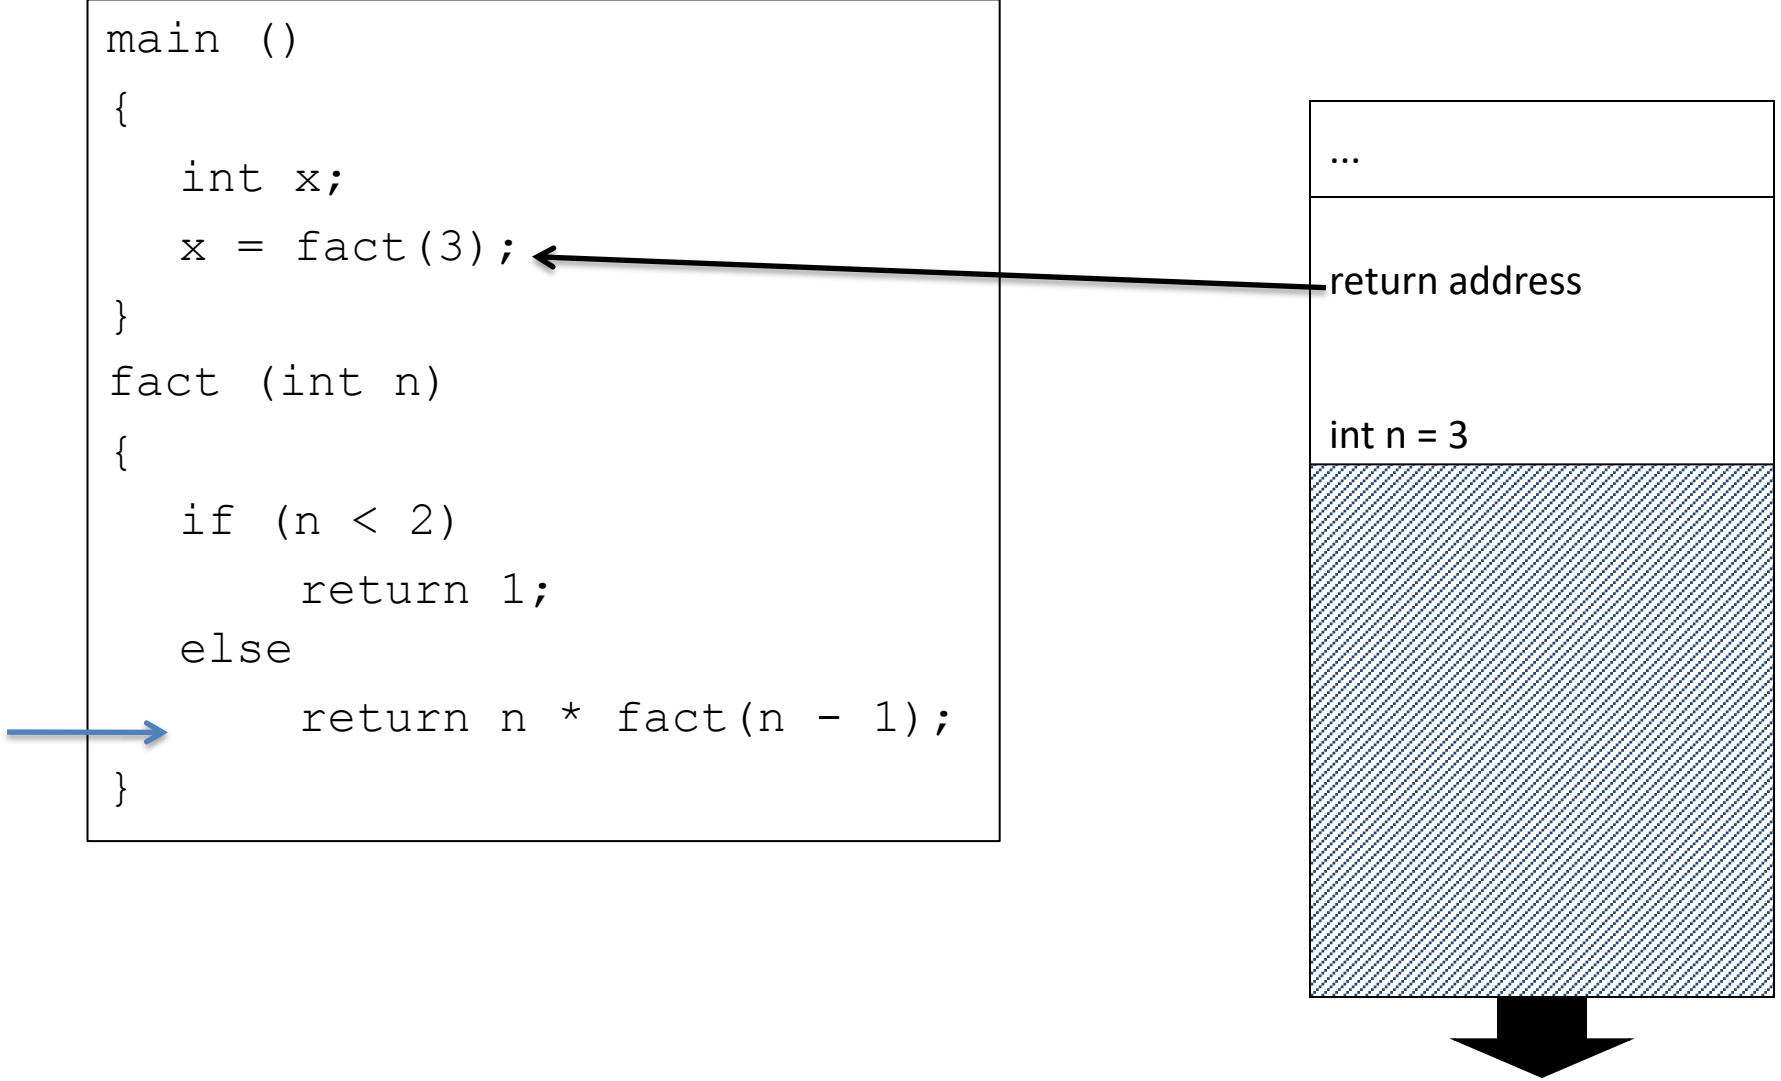 main ()
{
int x;
x = fact(3);
}
fact (int n)
{
if (n < 2)
return 1;
else
return n * fact(n - 1);
}
...
return address
int n = 3